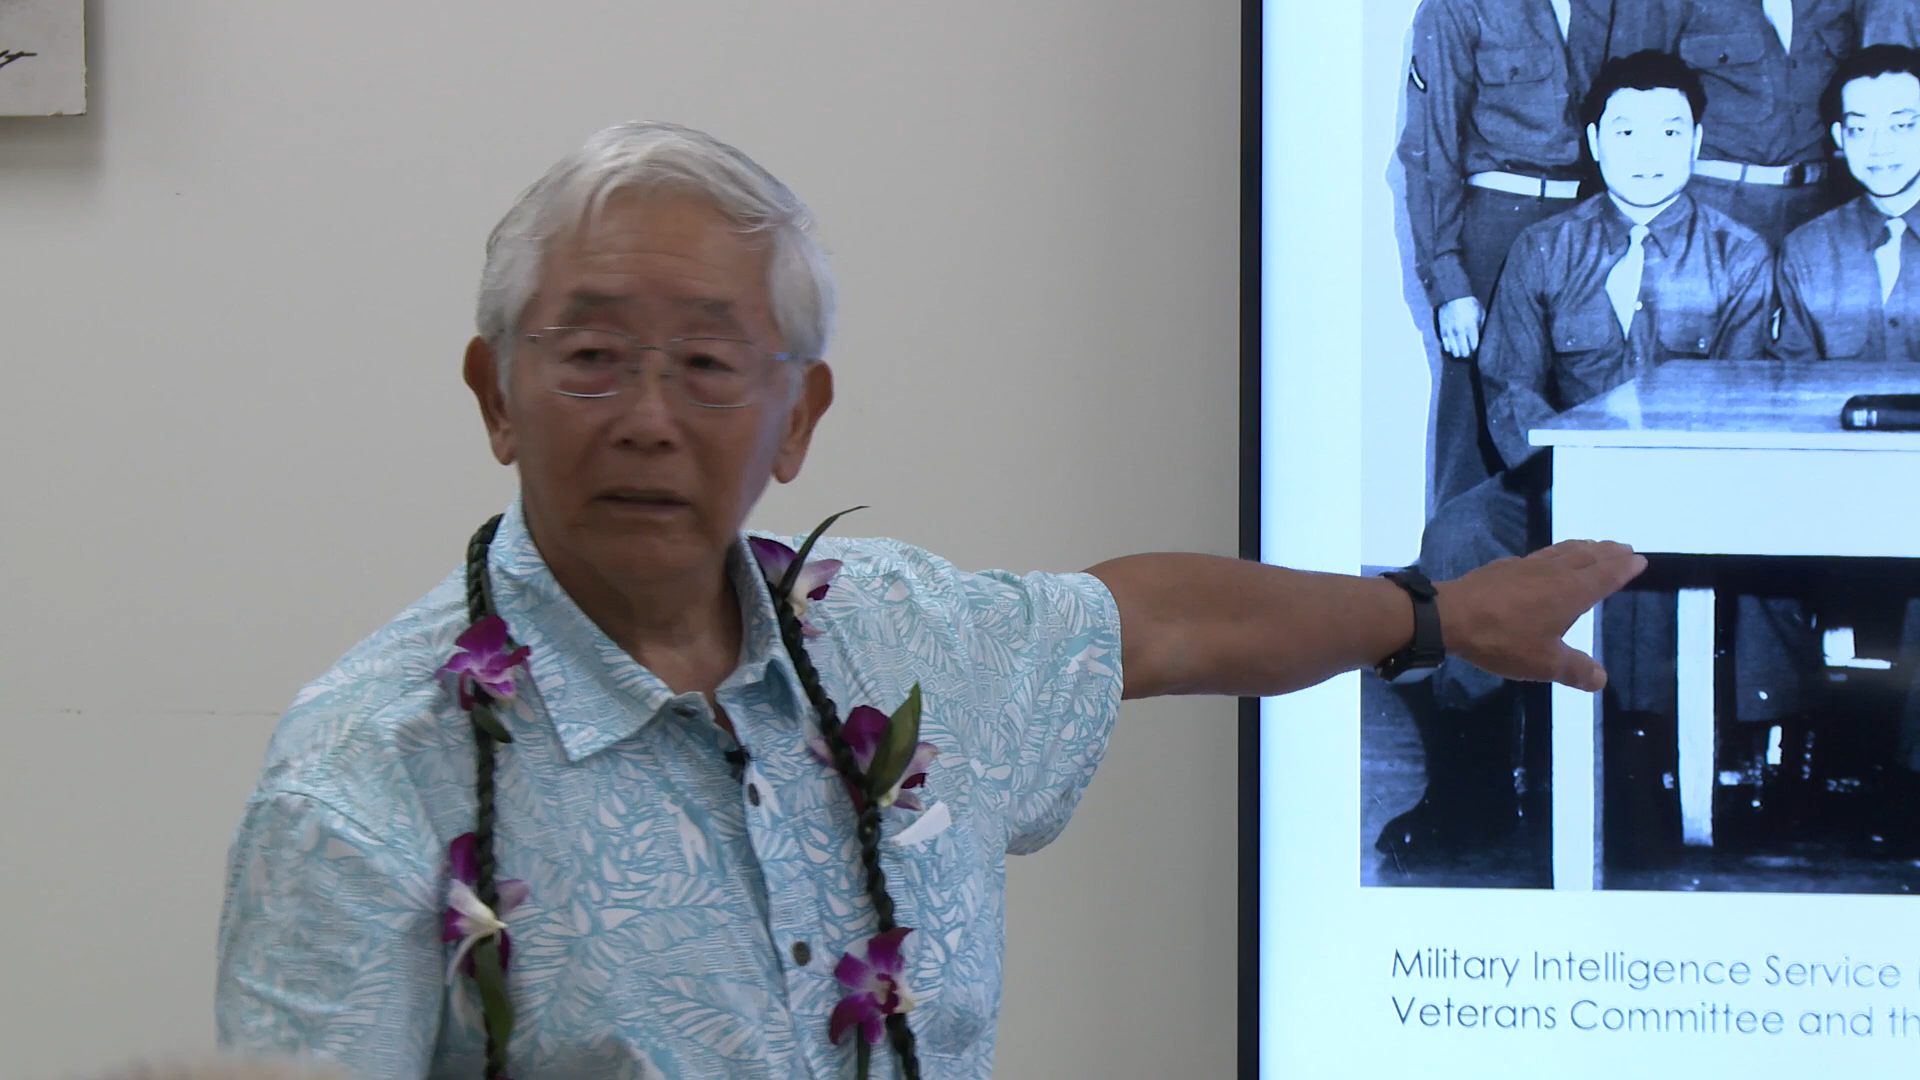 Military Intelligence Service
Veterans Committee and th